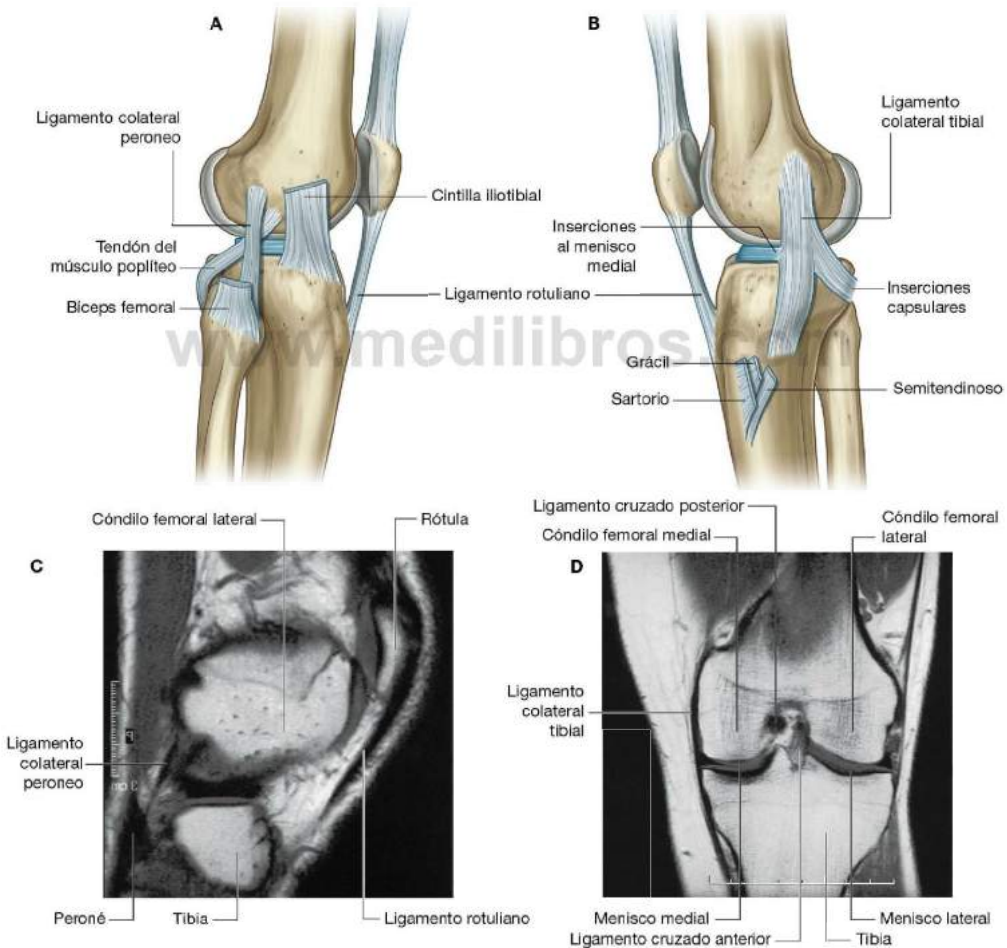 A
Ligamento colateral
peroneo
Cintilla iliotibial
Tendón del
músculo poplíteo
Bíceps femoral
Ligamento rotuliano
B
Ligamento
colateral tibial
Inserciones
al menisco
medial
Inserciones
capsulares
www.medilibros.com
Grácil
Sartorio
Semitendinoso
C
Cóndilo femoral lateral
Rótula
Ligamento
colateral
peroneo
Peroné
Tibia
Ligamento rotuliano
D
Ligamento cruzado posterior
Cóndilo femoral medial
Cóndilo femoral
lateral
Ligamento
colateral
tibial
Menisco medial
Ligamento cruzado anterior
Menisco lateral
Tibia